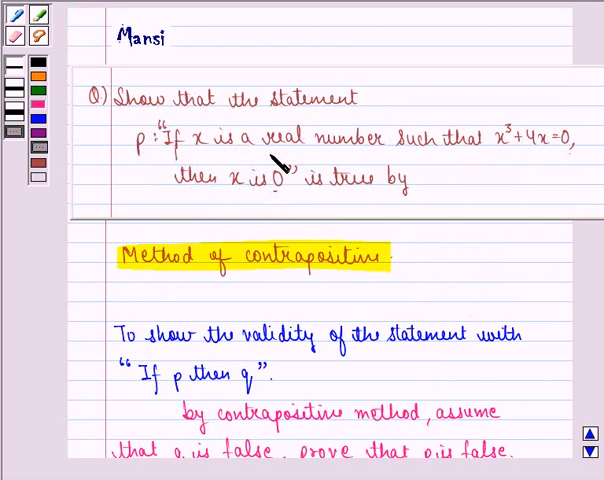 Mansi
Q) Show that the statement
p: "If x is a real number such that x³+4x=0,
then x is 0" is true by
Method of contrapositive.
To show the validity of the statement with
"If p then q".
by contrapositive method, assume
that q is false, prove that p is false.